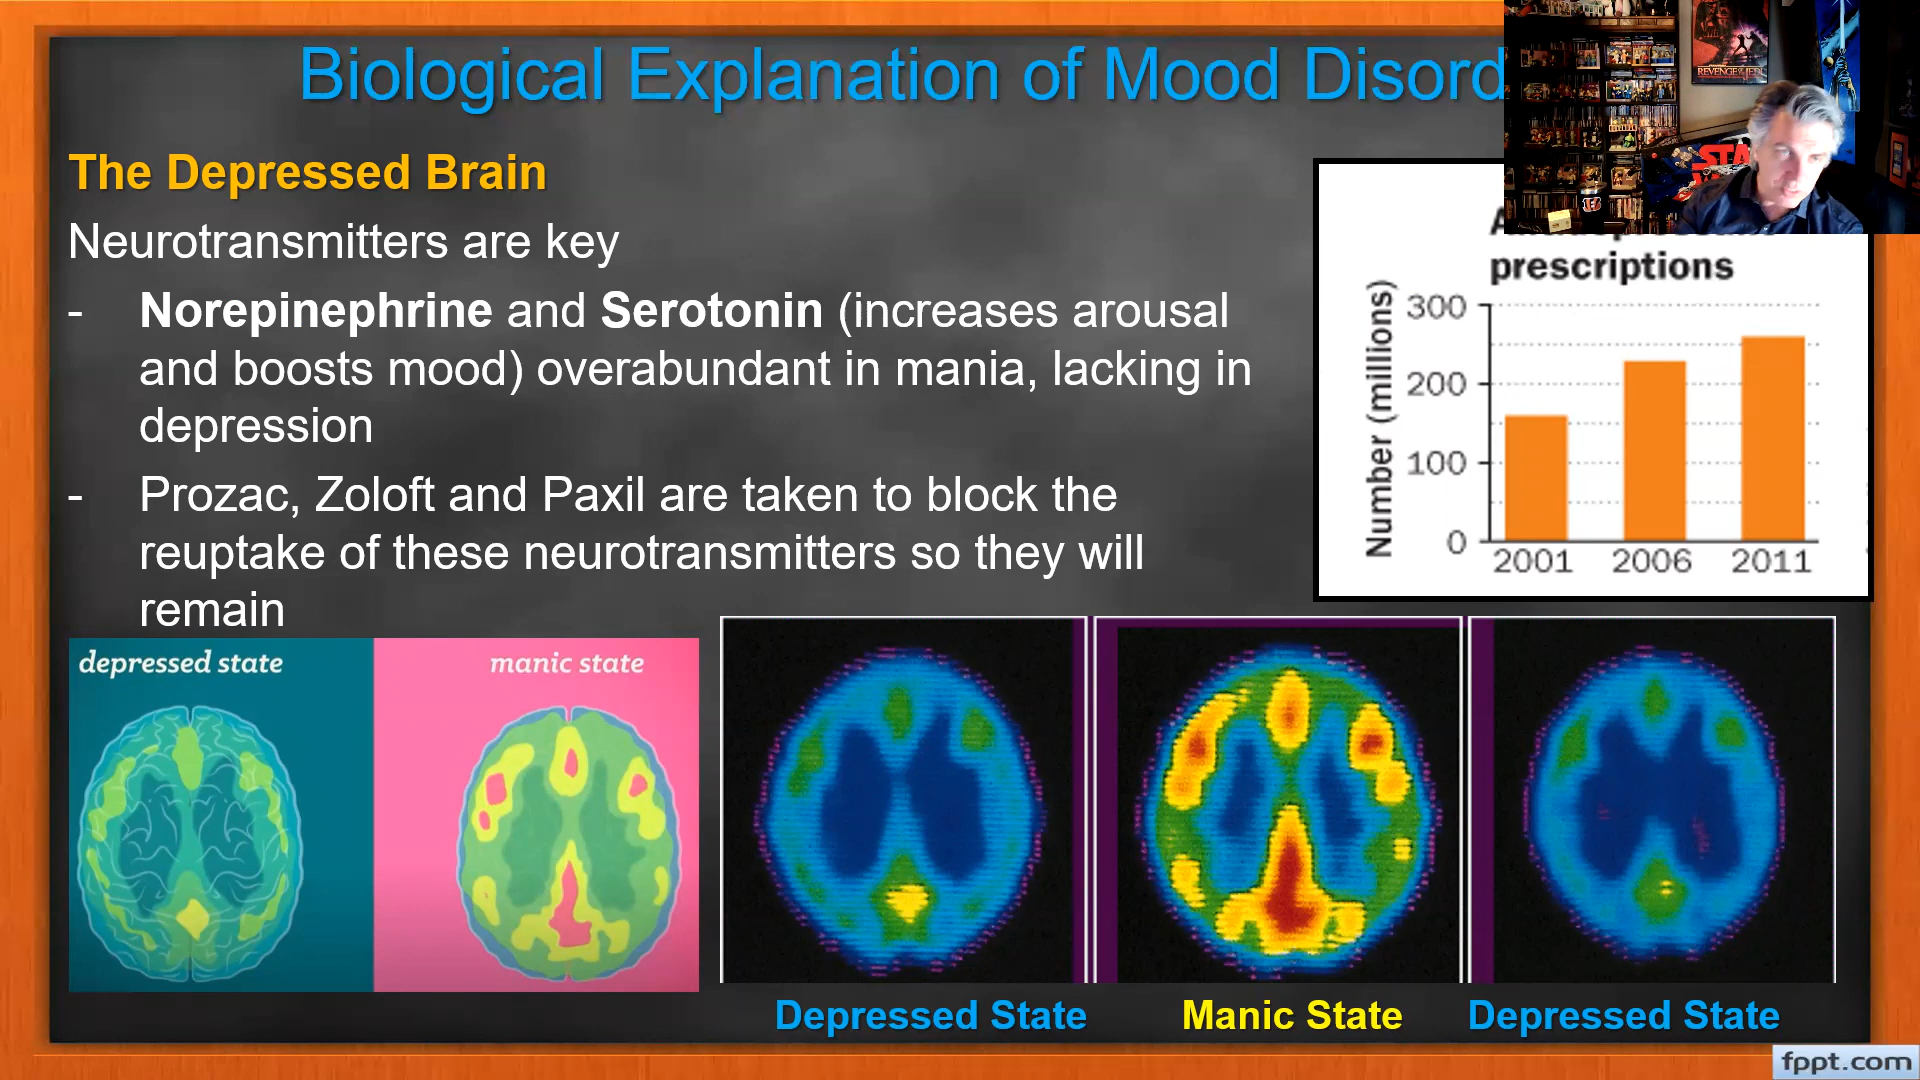 Biological Explanation of Mood
REVENGE OF THE JEDI
STA
The Depressed Brain
Neurotransmitters are key
- Norepinephrine and Serotonin (increases arousal
and boosts mood) overabundant in mania, lacking in
depression
- Prozac, Zoloft and Paxil are taken to block the
reuptake of these neurotransmitters so they will
remain
prescriptions
Number (millions)
300
200
100
0
2001 2006 2011
depressed state manic state
Depressed State Manic State Depressed State
fppt.com